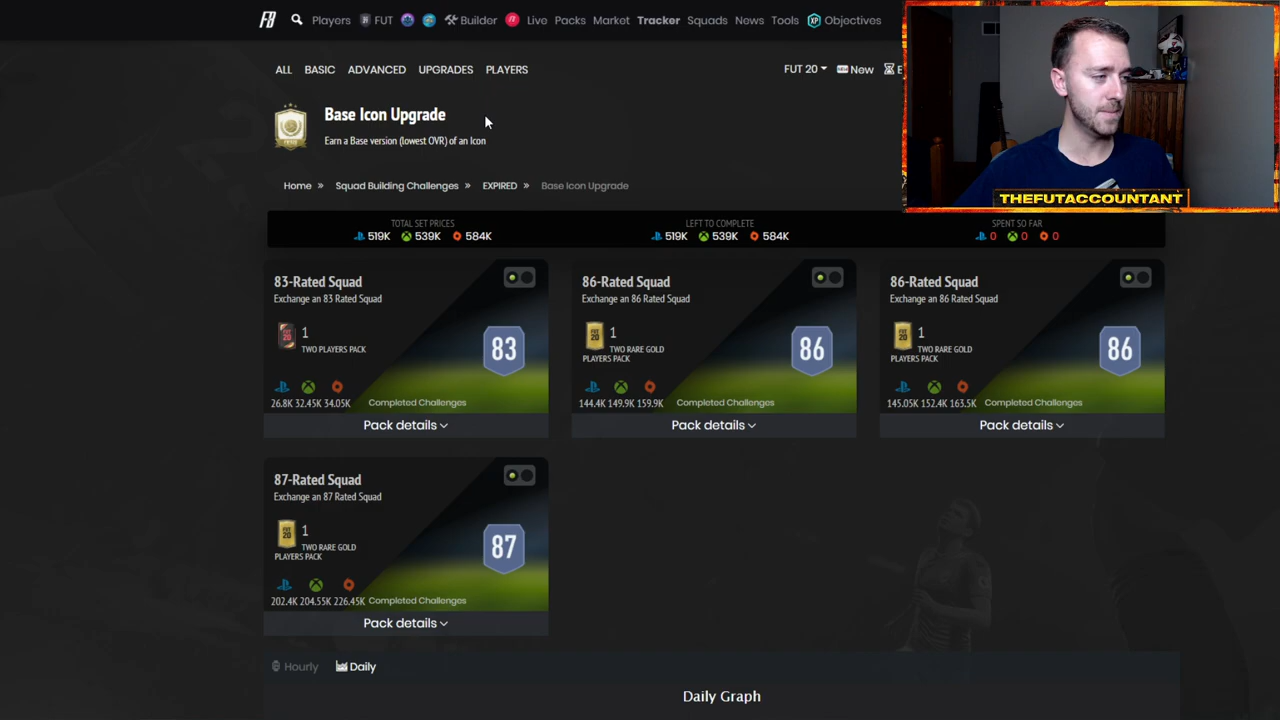 FB Players FUT Builder Live Packs Market Tracker Squads News Tools XP Objectives
ALL BASIC ADVANCED UPGRADES PLAYERS FUT 20 New
Base Icon Upgrade
Earn a Base version (lowest OVR) of an Icon
THEFUTACCOUNTANT
Home » Squad Building Challenges » EXPIRED » Base Icon Upgrade
TOTAL SET PRICES LEFT TO COMPLETE SPENT SO FAR
519K 539K 584K 519K 539K 584K 0 0 0
83-Rated Squad
Exchange an 83 Rated Squad
1
TWO PLAYERS PACK
83
26.8K 32.45K 34.05K Completed Challenges
Pack details
86-Rated Squad
Exchange an 86 Rated Squad
1
TWO RARE GOLD
PLAYERS PACK
86
144.4K 149.9K 159.9K Completed Challenges
Pack details
86-Rated Squad
Exchange an 86 Rated Squad
1
TWO RARE GOLD
PLAYERS PACK
86
145.05K 152.4K 163.5K Completed Challenges
Pack details
87-Rated Squad
Exchange an 87 Rated Squad
1
TWO RARE GOLD
PLAYERS PACK
87
202.4K 204.55K 226.45K Completed Challenges
Pack details
Hourly Daily
Daily Graph